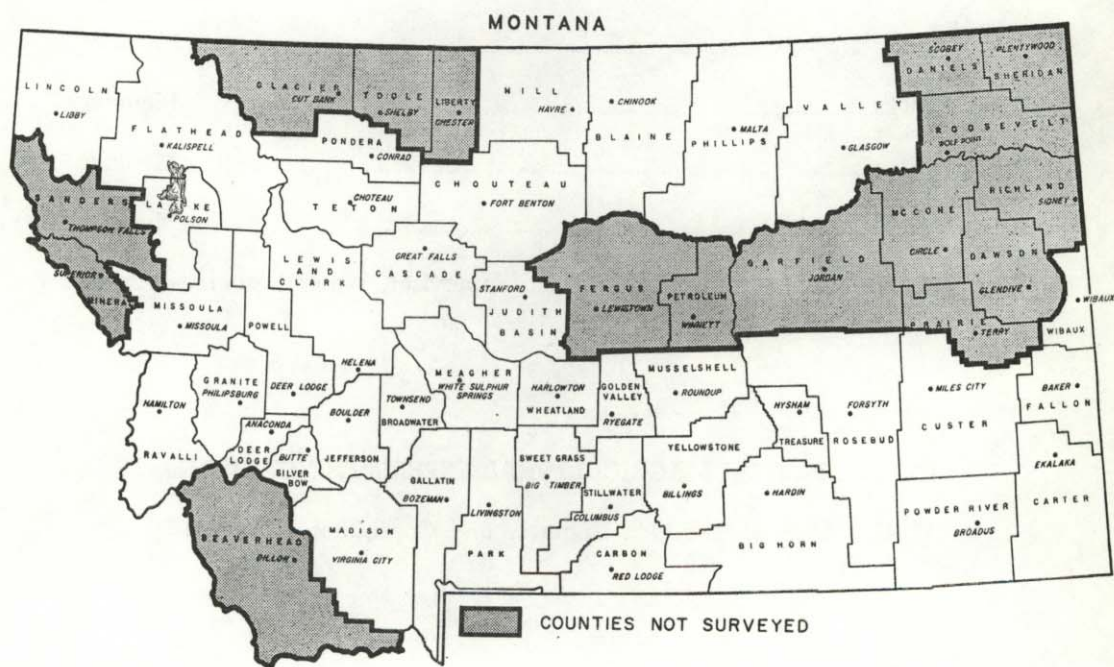 MONTANA
LINCOLN
LIBBY
FLATHEAD
KALISPELL
GLACIER
CUT BANK
TOOLE
SHELBY
LIBERTY
CHESTER
HILL
HAVRE
CHINOOK
BLAINE
MALTA
PHILLIPS
VALLEY
GLASGOW
SCOBEY
DANIELS
PLENTYWOOD
SHERIDAN
ROOSEVELT
WOLF POINT
PONDERA
CONRAD
CHOTEAU
TETON
CHOUTEAU
FORT BENTON
SANDERS
THOMPSON FALLS
LAKE
POLSON
SUPERIOR
MINERAL
MISSOULA
MISSOULA
POWELL
LEWIS
AND
CLARK
HELENA
GREAT FALLS
CASCADE
STANFORD
JUDITH
BASIN
FERGUS
LEWISTOWN
PETROLEUM
WINNETT
GARFIELD
JORDAN
MCCONE
CIRCLE
RICHLAND
SIDNEY
DAWSON
GLENDIVE
PRAIRIE
TERRY
WIBAUX
WIBAUX
HAMILTON
RAVALLI
GRANITE
PHILIPSBURG
DEER LODGE
ANACONDA
DEER
LODGE
BUTTE
SILVER
BOW
BOULDER
JEFFERSON
TOWNSEND
BROADWATER
MEAGHER
WHITE SULPHUR
SPRINGS
HARLOWTON
WHEATLAND
GOLDEN
VALLEY
RYEGATE
MUSSELSHELL
ROUNDUP
HYSHAM
TREASURE
FORSYTH
ROSEBUD
MILES CITY
CUSTER
BAKER
FALLON
EKALAKA
CARTER
POWDER RIVER
BROADUS
YELLOWSTONE
BILLINGS
HARDIN
BIG HORN
SWEET GRASS
BIG TIMBER
STILLWATER
COLUMBUS
CARBON
RED LODGE
GALLATIN
BOZEMAN
LIVINGSTON
PARK
MADISON
VIRGINIA CITY
BEAVERHEAD
DILLON
COUNTIES NOT SURVEYED